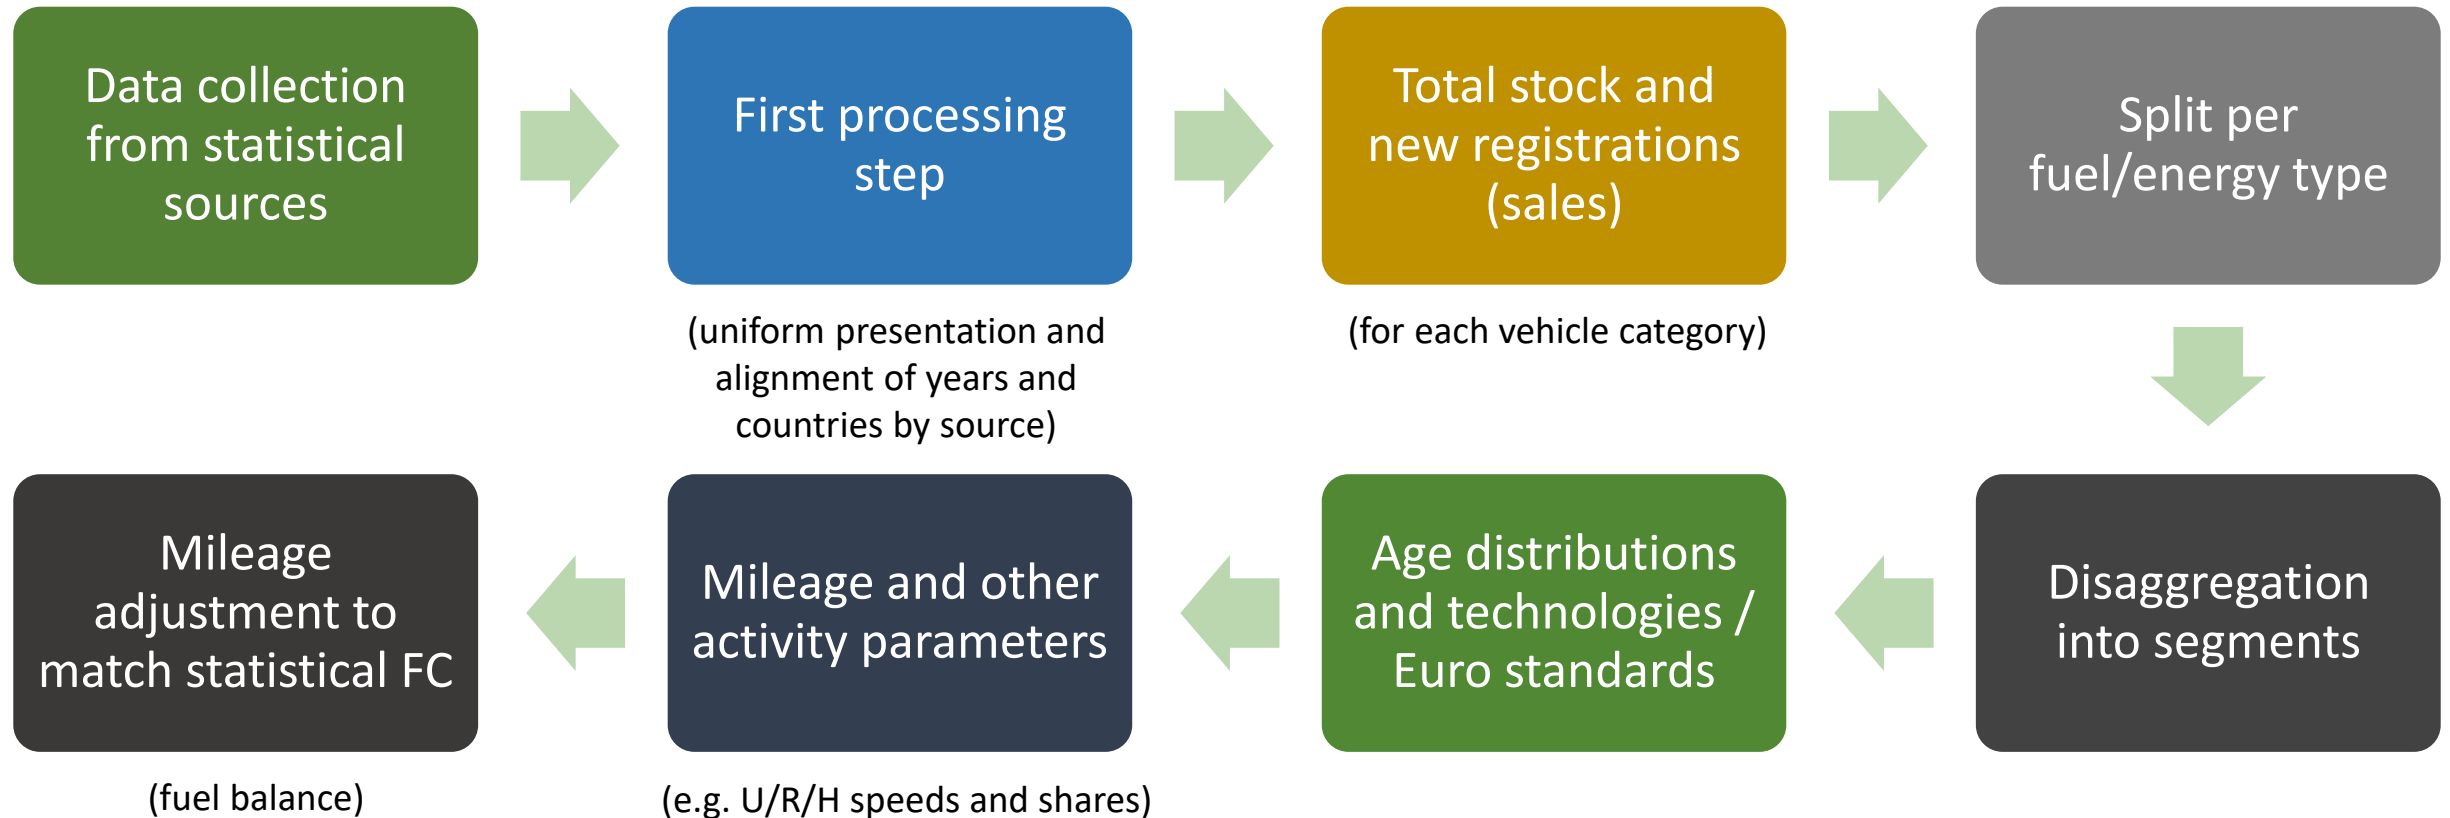 Data collection
from statistical
sources
First processing
step
(uniform presentation and
alignment of years and
countries by source)
Total stock and
new registrations
(sales)
(for each vehicle category)
Split per
fuel/energy type
Disaggregation
into segments
Age distributions
and technologies /
Euro standards
Mileage and other
activity parameters
(e.g. U/R/H speeds and shares)
Mileage
adjustment to
match statistical FC
(fuel balance)